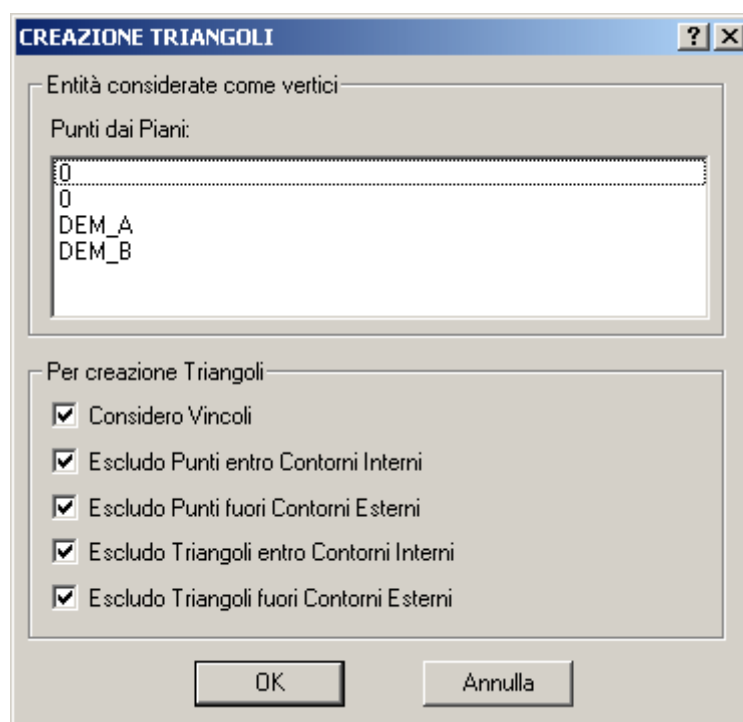 CREAZIONE TRIANGOLI
Entità considerate come vertici
Punti dai Piani:
0
0
DEM_A
DEM_B
Per creazione Triangoli
Considero Vincoli
Escludo Punti entro Contorni Interni
Escludo Punti fuori Contorni Esterni
Escludo Triangoli entro Contorni Interni
Escludo Triangoli fuori Contorni Esterni
OK Annulla